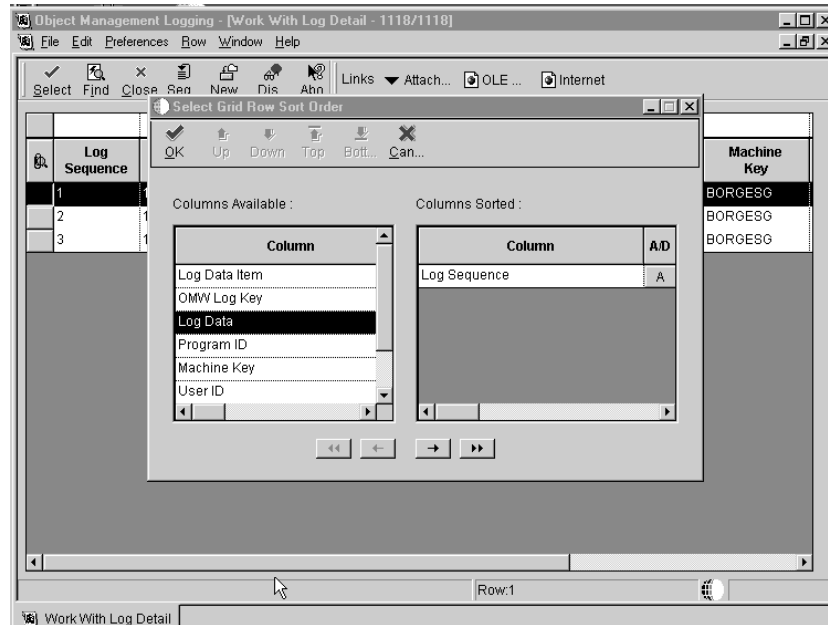 Object Management Logging - [Work With Log Detail - 1118/1118]
File Edit Preferences Row Window Help
Select Find Close Seq New Dis Abo Links Attach... OLE ... Internet
Select Grid Row Sort Order
OK Up Down Top Bott... Can...
Log Sequence
Machine Key
1 1 BORGESG
2 1 BORGESG
3 1 BORGESG
Columns Available :
Column
Log Data Item
OMW Log Key
Log Data
Program ID
Machine Key
User ID
Columns Sorted :
Column A/D
Log Sequence A
Row:1
Work With Log Detail